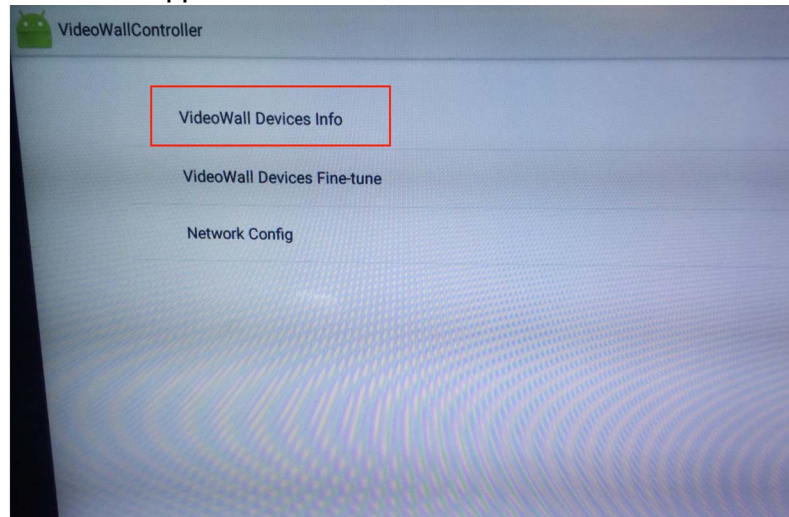 VideoWallController
VideoWall Devices Info
VideoWall Devices Fine-tune
Network Config